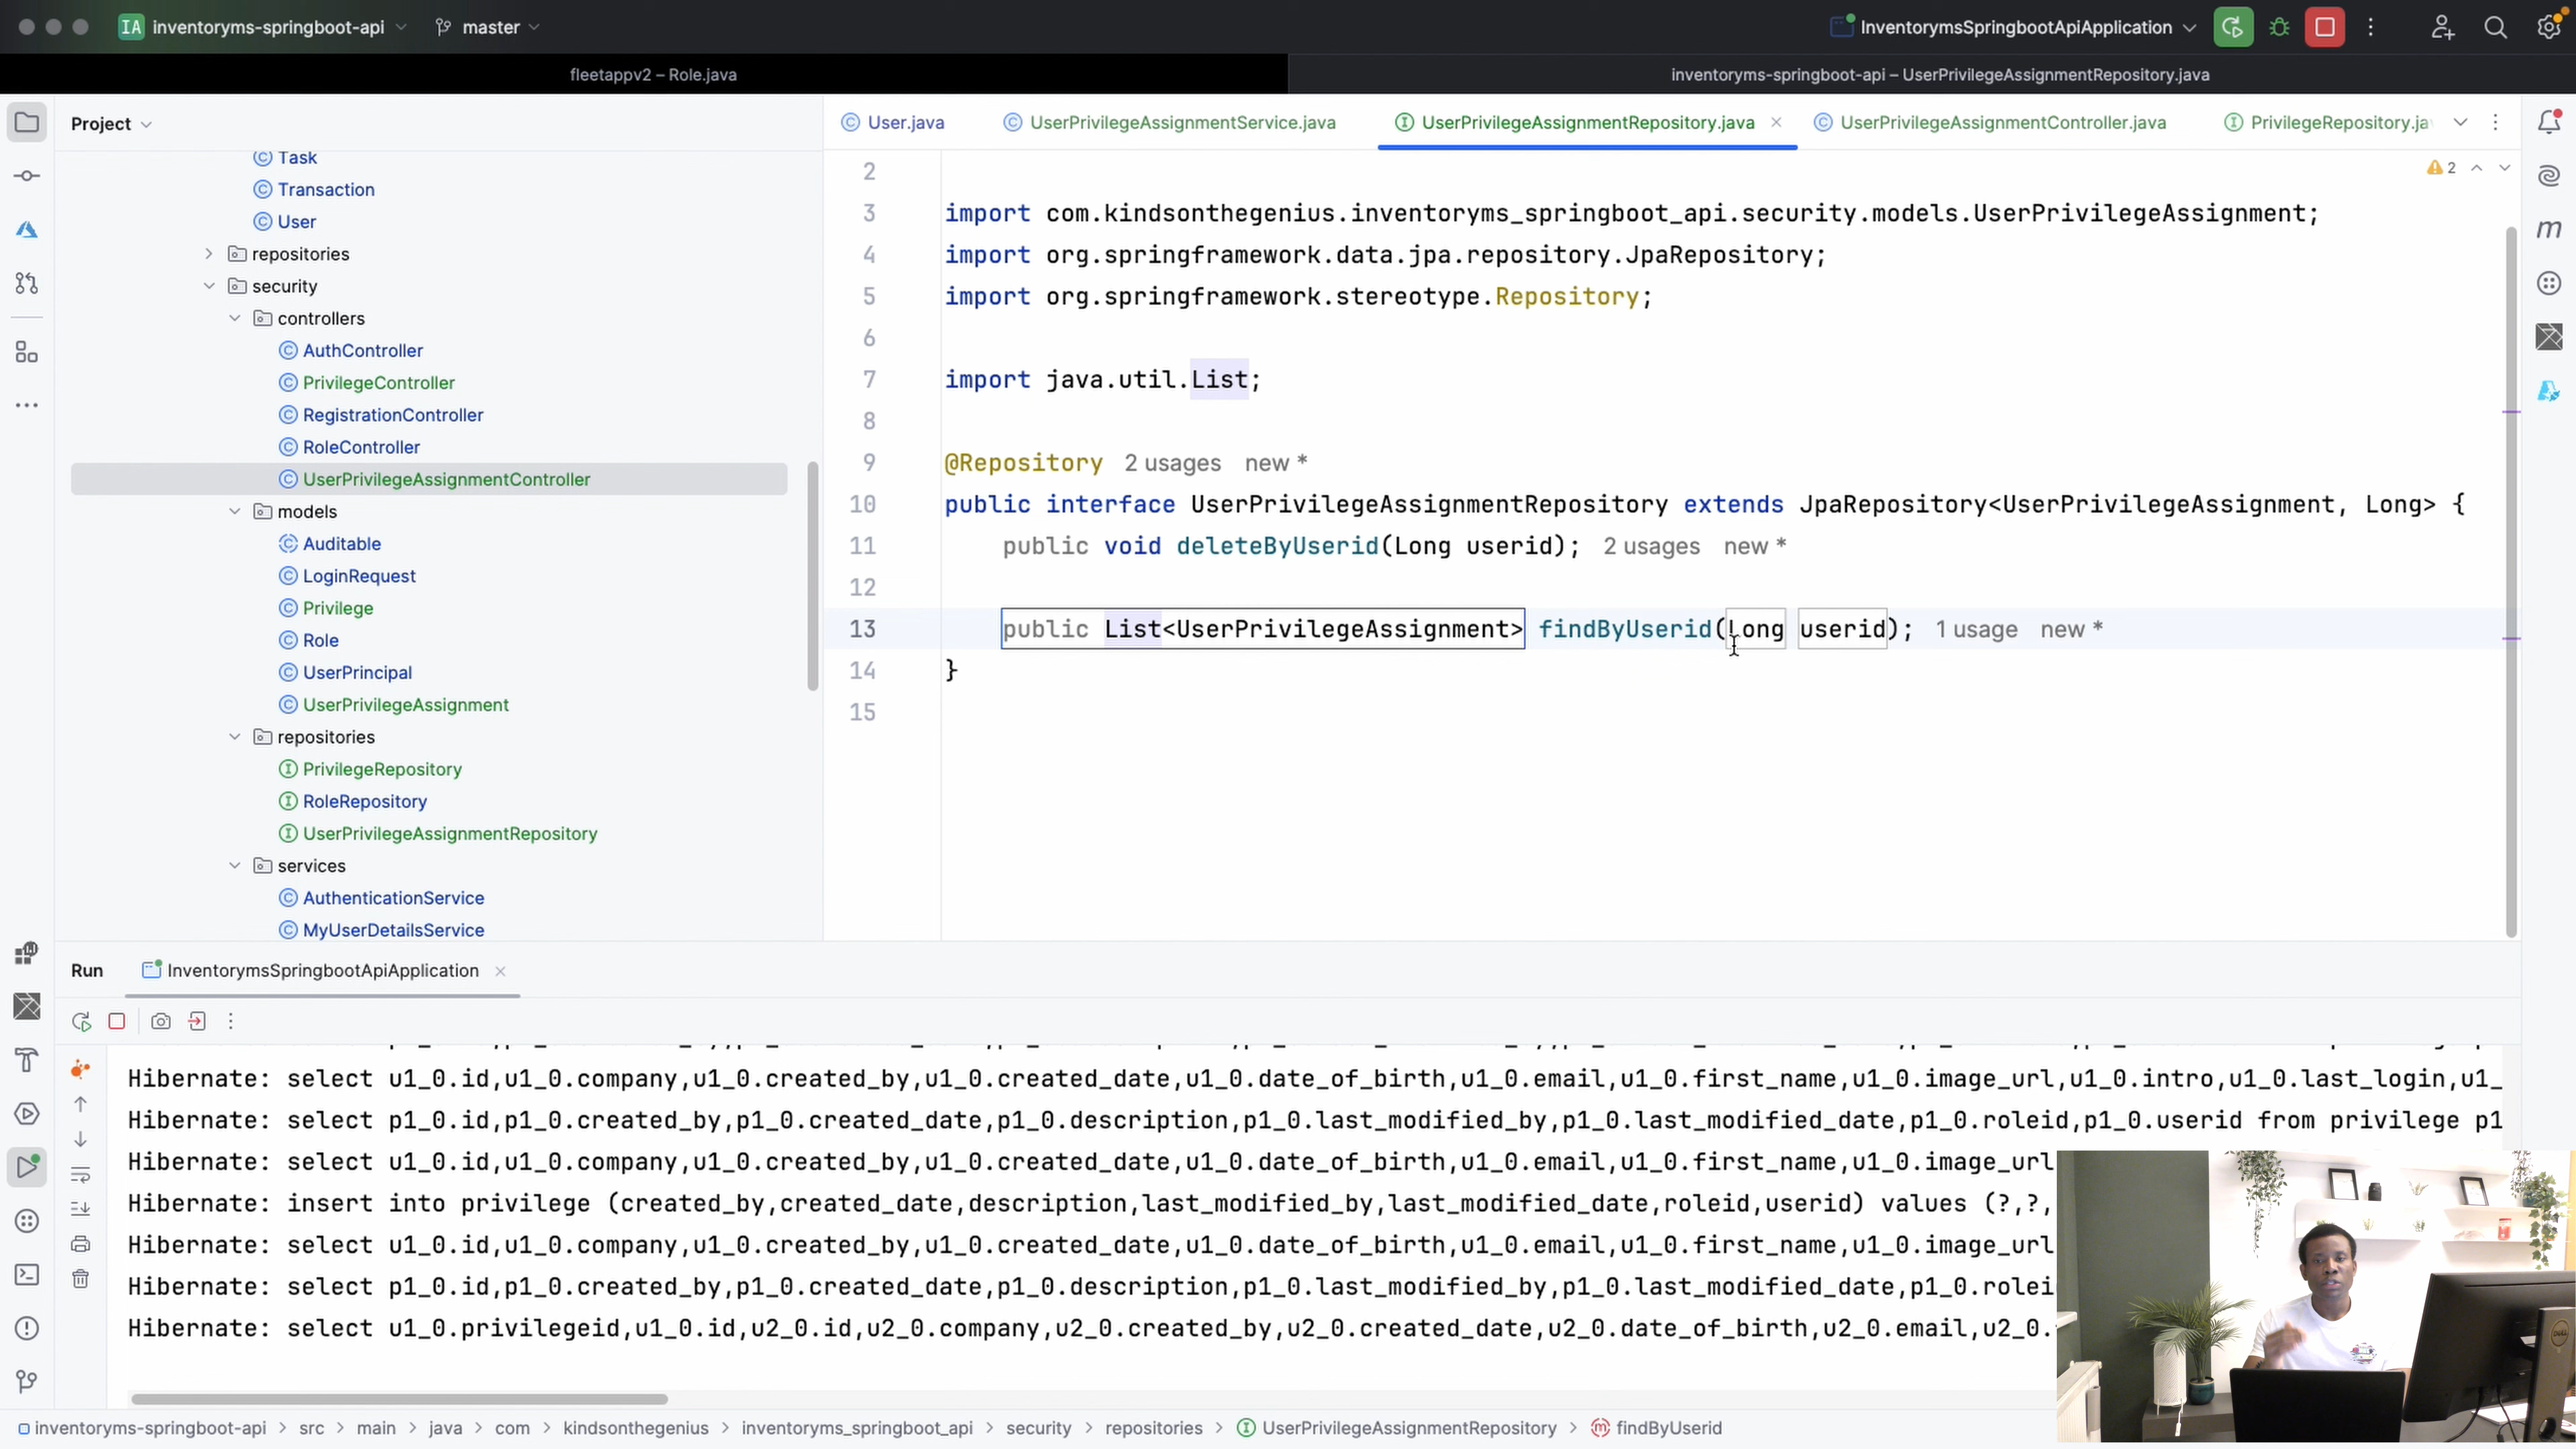 IA inventoryms-springboot-api master InventorymsSpringbootApiApplication
fleetappv2 – Role.java inventoryms-springboot-api – UserPrivilegeAssignmentRepository.java
Project
Task
Transaction
User
repositories
security
controllers
AuthController
PrivilegeController
RegistrationController
RoleController
UserPrivilegeAssignmentController
models
Auditable
LoginRequest
Privilege
Role
UserPrincipal
UserPrivilegeAssignment
repositories
PrivilegeRepository
RoleRepository
UserPrivilegeAssignmentRepository
services
AuthenticationService
MyUserDetailsService
User.java UserPrivilegeAssignmentService.java UserPrivilegeAssignmentRepository.java UserPrivilegeAssignmentController.java PrivilegeRepository.ja
2
2
3 import com.kindsonthegenius.inventoryms_springboot_api.security.models.UserPrivilegeAssignment;
4 import org.springframework.data.jpa.repository.JpaRepository;
5 import org.springframework.stereotype.Repository;
6
7 import java.util.List;
8
9 @Repository 2 usages new *
10 public interface UserPrivilegeAssignmentRepository extends JpaRepository<UserPrivilegeAssignment, Long> {
11 public void deleteByUserid(Long userid); 2 usages new *
12
13 public List<UserPrivilegeAssignment> findByUserid(Long userid); 1 usage new *
14 }
15
Run InventorymsSpringbootApiApplication
Hibernate: select u1_0.id,u1_0.company,u1_0.created_by,u1_0.created_date,u1_0.date_of_birth,u1_0.email,u1_0.first_name,u1_0.image_url,u1_0.intro,u1_0.last_login,u1_
Hibernate: select p1_0.id,p1_0.created_by,p1_0.created_date,p1_0.description,p1_0.last_modified_by,p1_0.last_modified_date,p1_0.roleid,p1_0.userid from privilege p1
Hibernate: select u1_0.id,u1_0.company,u1_0.created_by,u1_0.created_date,u1_0.date_of_birth,u1_0.email,u1_0.first_name,u1_0.image_url
Hibernate: insert into privilege (created_by,created_date,description,last_modified_by,last_modified_date,roleid,userid) values (?,?,
Hibernate: select u1_0.id,u1_0.company,u1_0.created_by,u1_0.created_date,u1_0.date_of_birth,u1_0.email,u1_0.first_name,u1_0.image_url
Hibernate: select p1_0.id,p1_0.created_by,p1_0.created_date,p1_0.description,p1_0.last_modified_by,p1_0.last_modified_date,p1_0.rolei
Hibernate: select u1_0.privilegeid,u1_0.id,u2_0.id,u2_0.company,u2_0.created_by,u2_0.created_date,u2_0.date_of_birth,u2_0.email,u2_0.
inventoryms-springboot-api > src > main > java > com > kindsonthegenius > inventoryms_springboot_api > security > repositories > UserPrivilegeAssignmentRepository > findByUserid